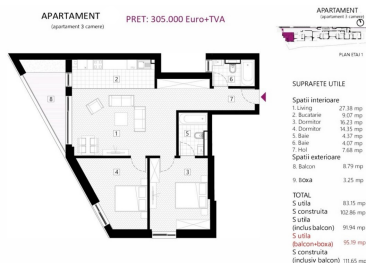 APARTAMENT
(apartament 3 camere)
PRET: 305.000 Euro+TVA
APARTAMENT
(apartament 3 camere)
PLAN ETAJ 1
1
2
3
4
5
6
7
8
SUPRAFETE UTILE
Spatii interioare
1. Living 27.38 mp
2. Bucatarie 9.07 mp
3. Dormitor 16.23 mp
4. Dormitor 14.35 mp
5. Baie 4.37 mp
6. Baie 4.07 mp
7. Hol 7.68 mp
Spatii exterioare
8. Balcon 8.79 mp
9. boxa 3.25 mp
TOTAL
S utila 83.15 mp
S construita 102.86 mp
S utila
(inclus balcon) 91.94 mp
S utila
(balcon+boxa) 95.19 mp
S construita
(inclusiv balcon) 111.65 mp